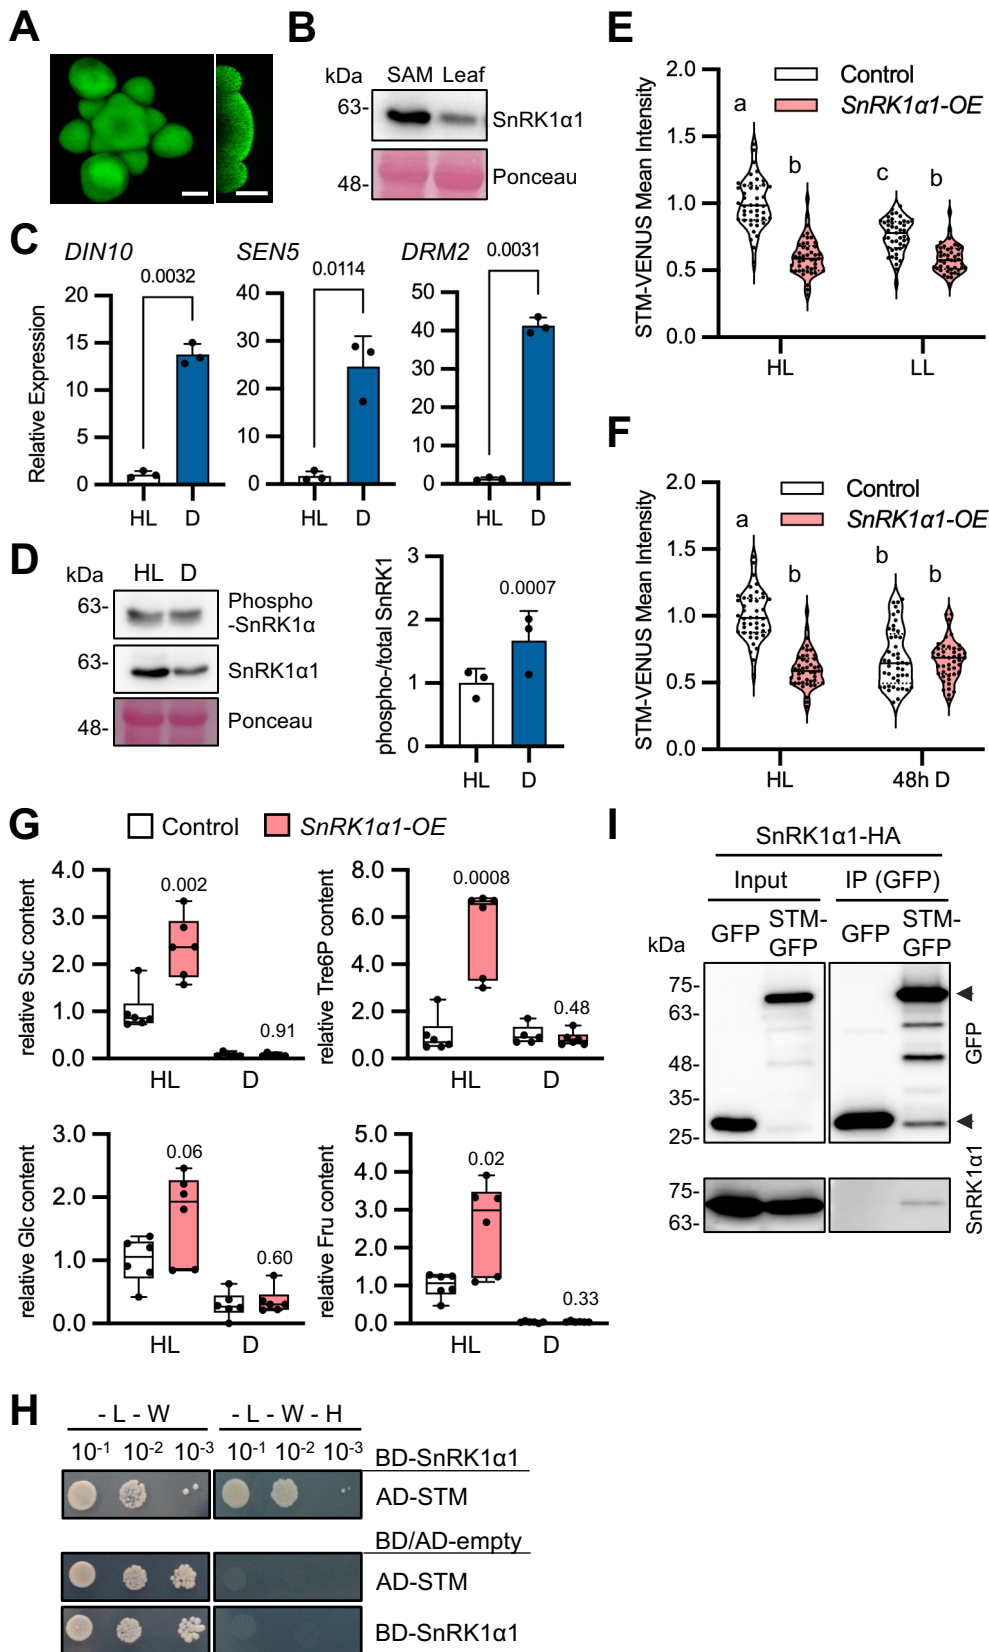 A
B
kDa SAM Leaf
63-
SnRK1α1
48-
Ponceau
C
DIN10 SEN5 DRM2
0.0032 0.0114 0.0031
Relative Expression
20
15
10
5
0
HL D
40
30
20
10
0
HL D
50
40
30
20
10
0
HL D
D
kDa HL D
63-
Phospho
-SnRK1α
63-
SnRK1α1
48-
Ponceau
phospho-/total SnRK1
3
2
1
0
0.0007
HL D
E
STM-VENUS Mean Intensity
2.0
1.5
1.0
0.5
0.0
Control
SnRK1α1-OE
a b c b
HL LL
F
STM-VENUS Mean Intensity
2.0
1.5
1.0
0.5
0.0
Control
SnRK1α1-OE
a b b b
HL 48h D
G
Control SnRK1α1-OE
relative Suc content
4.0
3.0
2.0
1.0
0.0
0.002
0.91
HL D
relative Tre6P content
8.0
6.0
4.0
2.0
0.0
0.0008
0.48
HL D
relative Glc content
3.0
2.0
1.0
0.0
0.06
0.60
HL D
relative Fru content
5.0
4.0
3.0
2.0
1.0
0.0
0.02
0.33
HL D
H
- L - W - L - W - H
10-1 10-2 10-3 10-1 10-2 10-3
BD-SnRK1α1
AD-STM
BD/AD-empty
AD-STM
BD-SnRK1α1
I
SnRK1α1-HA
Input IP (GFP)
kDa GFP STM-GFP GFP STM-GFP
75-
63-
48-
35-
25-
GFP
75-
63-
SnRK1α1